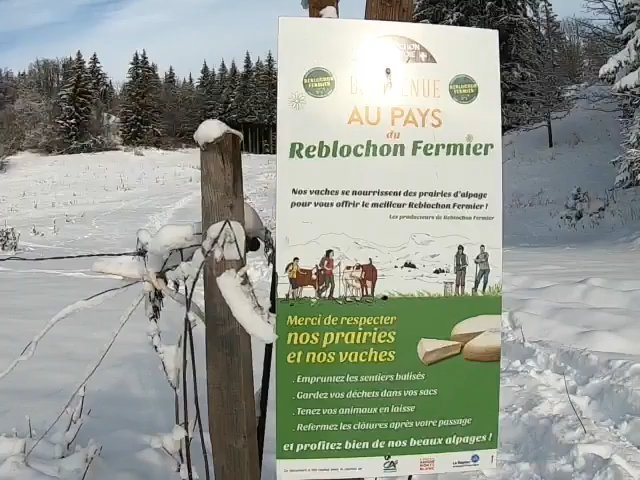 REBLOCHON
FERMIER
REBLOCHON
FERMIER
AU PAYS
du
Reblochon Fermier
Nos vaches se nourrissent des prairies d'alpage
pour vous offrir le meilleur Reblochon Fermier !
Les producteurs de Reblochon Fermier
Merci de respecter
nos prairies
et nos vaches
. Empruntez les sentiers balisés
. Gardez vos déchets dans vos sacs
. Tenez vos animaux en laisse
. Refermez les clôtures après votre passage
et profitez bien de nos beaux alpages !